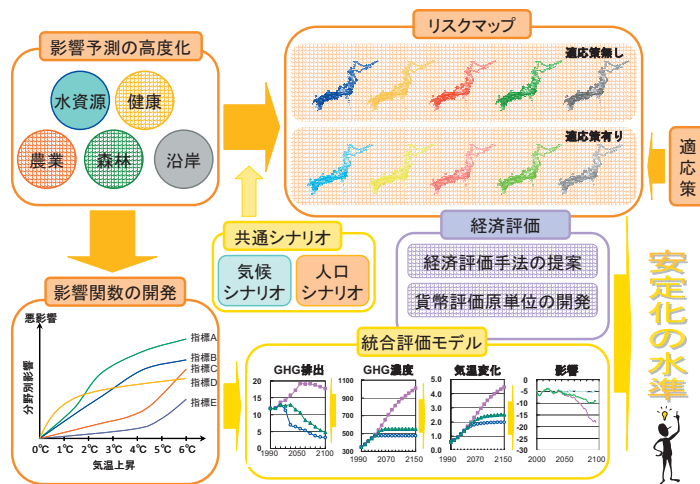 影響予測の高度化
水資源
健康
農業
森林
沿岸
リスクマップ
適応策無し
適応策有り
適応策
共通シナリオ
気候
シナリオ
人口
シナリオ
経済評価
経済評価手法の提案
貨幣評価原単位の開発
影響関数の開発
悪影響
分野別影響
指標A
指標B
指標C
指標D
指標E
0℃ 1℃ 2℃ 3℃ 4℃ 5℃ 6℃
気温上昇
統合評価モデル
GHG排出
20
15
10
5
0
1990 2045 2100
GHG濃度
1100
900
700
500
300
1990 2070 2150
気温変化
5.0
4.0
3.0
2.0
1.0
0.0
1990 2070 2150
影響
5
0
-5
-10
-15
-20
-25
-30
2000 2050 2100
安定化の水準